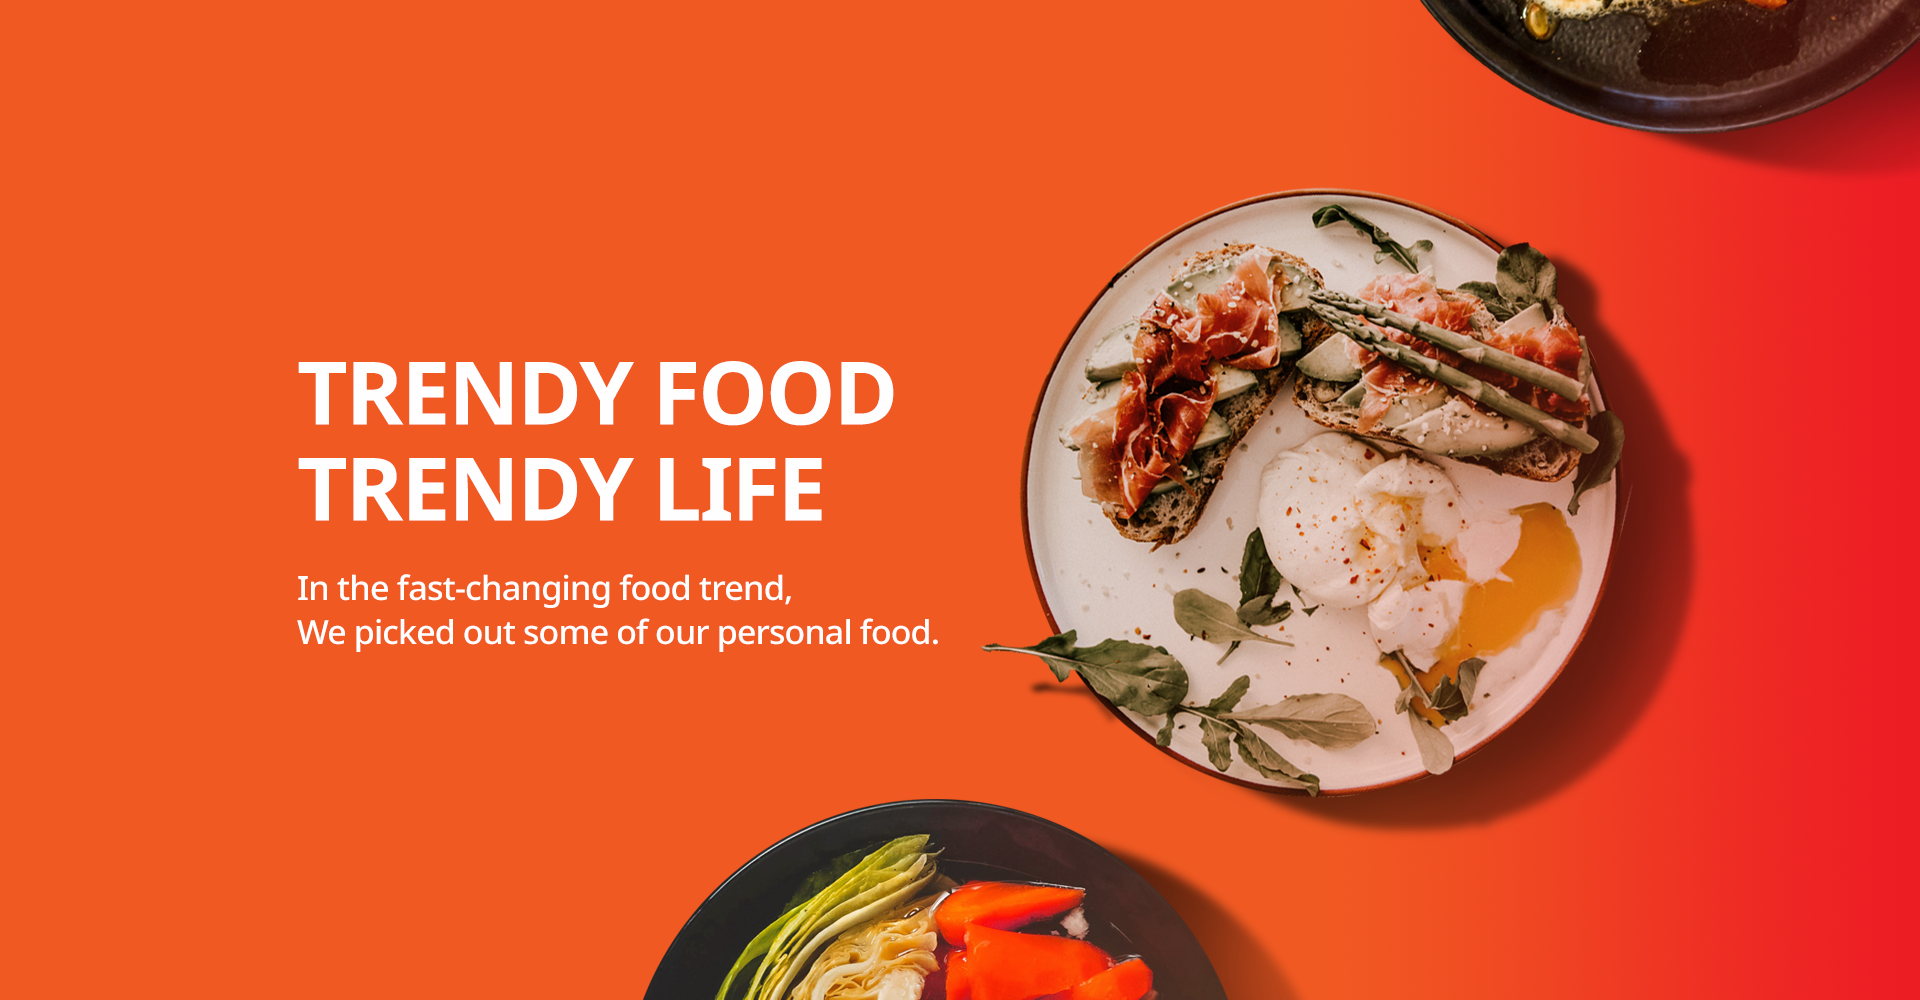 TRENDY FOOD
TRENDY LIFE
In the fast-changing food trend,
We picked out some of our personal food.